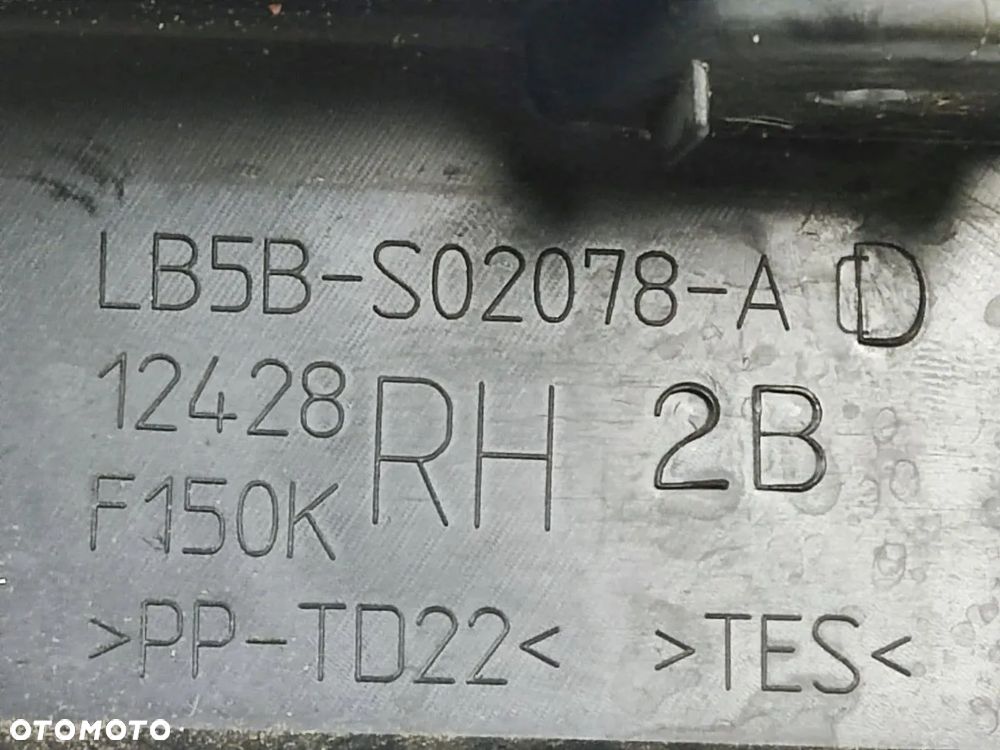 LB5B-S02078-A D
12428 RH 2B
F150K
>PP-TD22< >TES<
OTOMOTO